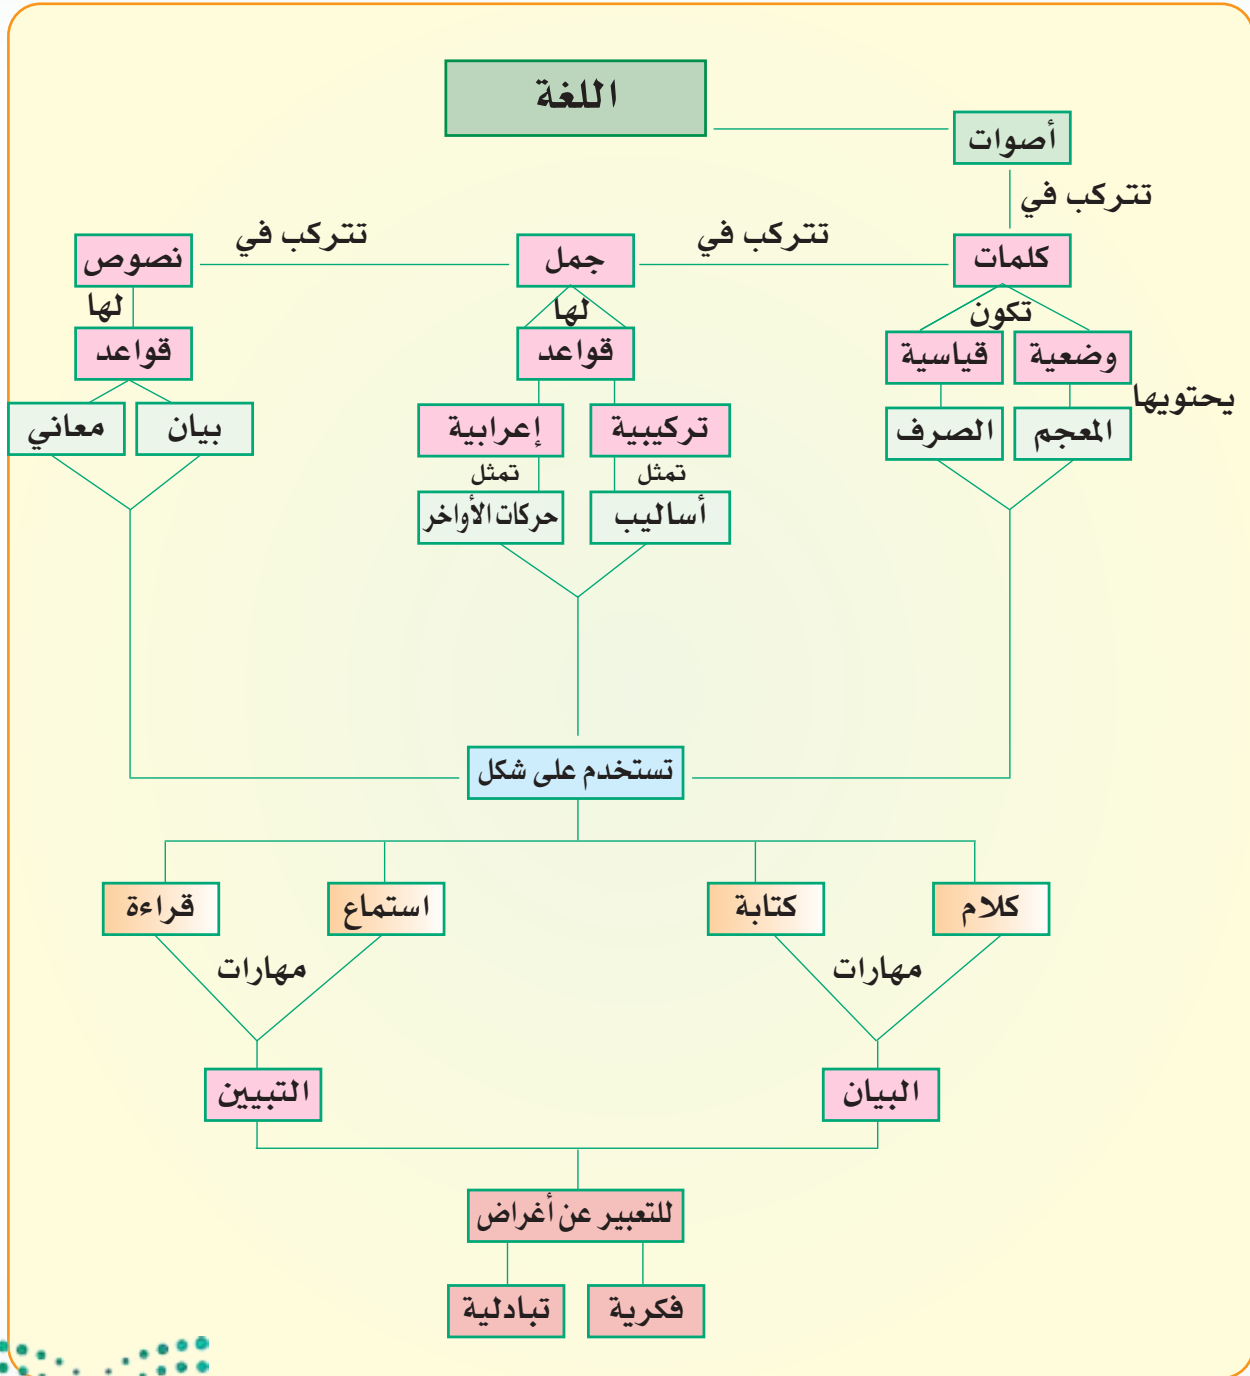 اللغة
أصوات
تتركب في
كلمات
تتركب في
جمل
تتركب في
نصوص
تكون
لها
لها
وضعية
قياسية
قواعد
قواعد
يحتويها
المعجم
الصرف
تركيبية
إعرابية
بيان
معاني
تمثل
تمثل
أساليب
حركات الأواخر
تستخدم على شكل
كلام
كتابة
استماع
قراءة
مهارات
مهارات
البيان
التبيين
للتعبير عن أغراض
فكرية
تبادلية